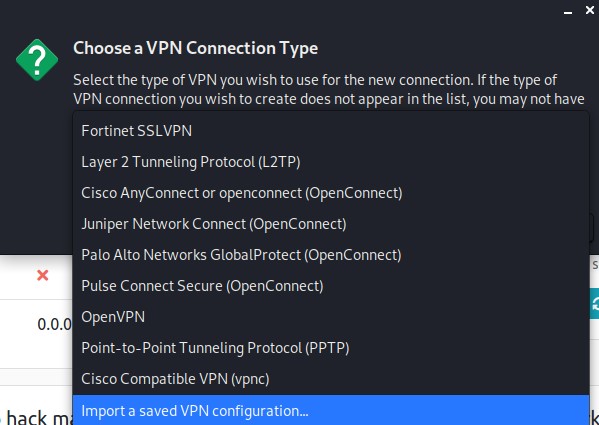 Choose a VPN Connection Type
Select the type of VPN you wish to use for the new connection. If the type of
VPN connection you wish to create does not appear in the list, you may not have
Fortinet SSLVPN
Layer 2 Tunneling Protocol (L2TP)
Cisco AnyConnect or openconnect (OpenConnect)
Juniper Network Connect (OpenConnect)
Palo Alto Networks GlobalProtect (OpenConnect)
Pulse Connect Secure (OpenConnect)
OpenVPN
0.0.0
Point-to-Point Tunneling Protocol (PPTP)
Cisco Compatible VPN (vpnc)
Import a saved VPN configuration...
hack